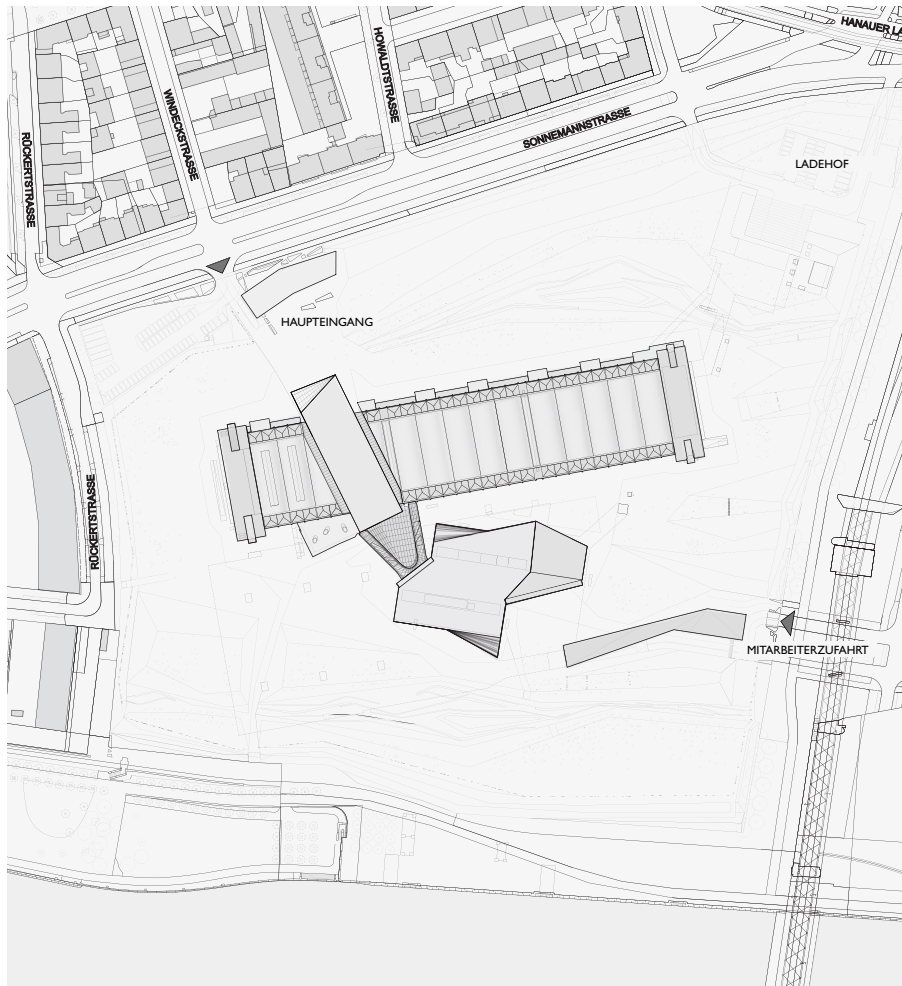 HANAUER LA
HOWALDTSTRASSE
WINDECKSTRASSE
SONNEMANNSTRASSE
RÜCKERTSTRASSE
LADEHOF
HAUPTEINGANG
RÜCKERTSTRASSE
MITARBEITERZUFAHRT